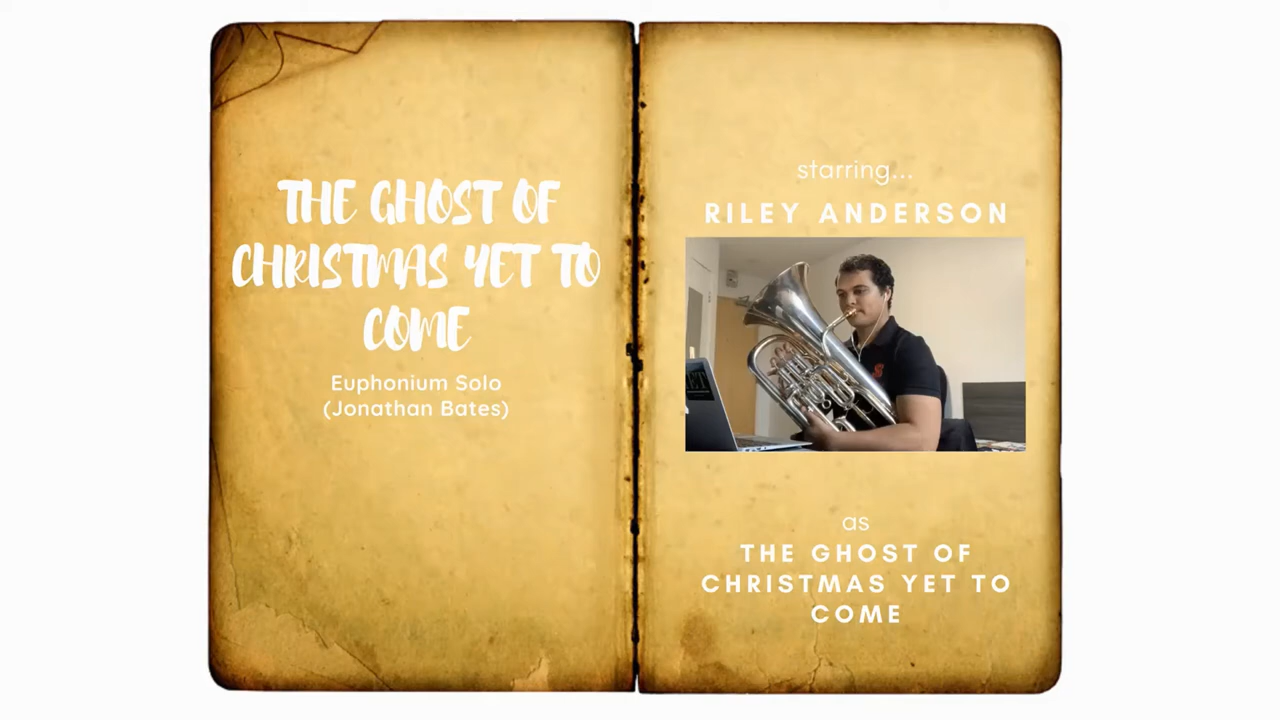 THE GHOST OF
CHRISTMAS YET TO
COME
Euphonium Solo
(Jonathan Bates)
starring...
RILEY ANDERSON
as
THE GHOST OF
CHRISTMAS YET TO
COME